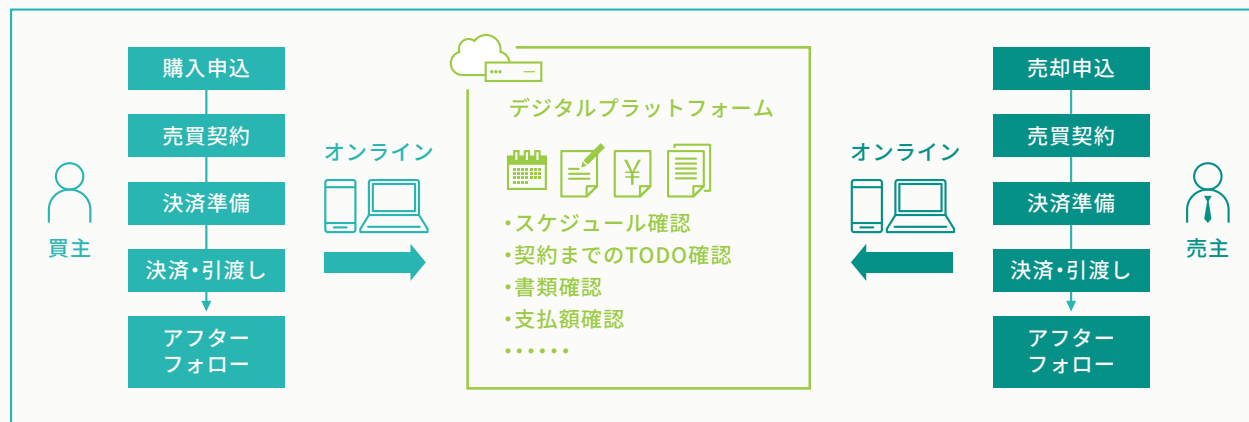 購入申込
売買契約
決済準備
決済・引渡し
アフター
フォロー
買主
オンライン
デジタルプラットフォーム
¥
・スケジュール確認
・契約までのTODO確認
・書類確認
・支払額確認
・・・・・・
オンライン
売却申込
売買契約
決済準備
決済・引渡し
アフター
フォロー
売主